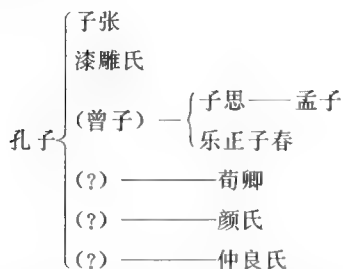 子张
漆雕氏
(曾子) — 子思 —— 孟子
乐正子春
孔子
(?) ———— 荀卿
(?) ———— 颜氏
(?) ———— 仲良氏